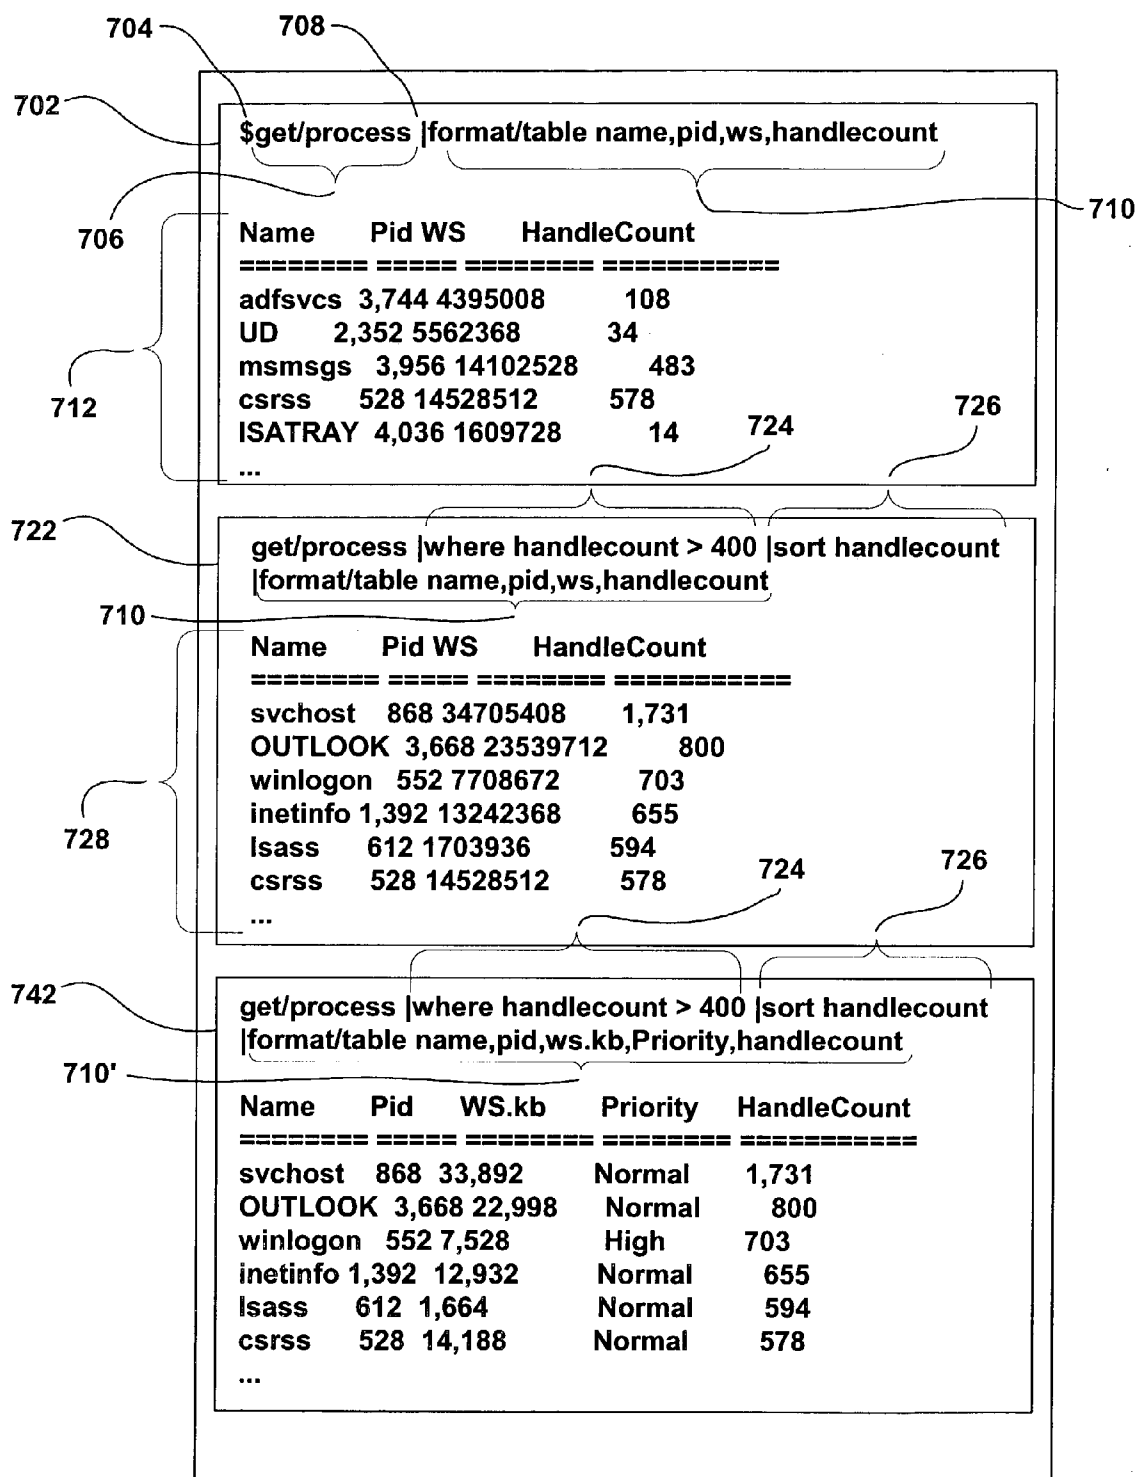 704 708
702
$get/process |format/table name,pid,ws,handlecount
706
710
Name Pid WS HandleCount
======== ===== ======== ===========
adfsvcs 3,744 4395008 108
UD 2,352 5562368 34
msmsgs 3,956 14102528 483
csrss 528 14528512 578
ISATRAY 4,036 1609728 14
...
712
724
726
722
get/process |where handlecount > 400 |sort handlecount
|format/table name,pid,ws,handlecount
710
Name Pid WS HandleCount
======== ===== ======== ===========
svchost 868 34705408 1,731
OUTLOOK 3,668 23539712 800
winlogon 552 7708672 703
inetinfo 1,392 13242368 655
lsass 612 1703936 594
csrss 528 14528512 578
...
728
724
726
742
get/process |where handlecount > 400 |sort handlecount
|format/table name,pid,ws.kb,Priority,handlecount
710'
Name Pid WS.kb Priority HandleCount
======== ===== ======== ======== ===========
svchost 868 33,892 Normal 1,731
OUTLOOK 3,668 22,998 Normal 800
winlogon 552 7,528 High 703
inetinfo 1,392 12,932 Normal 655
lsass 612 1,664 Normal 594
csrss 528 14,188 Normal 578
...